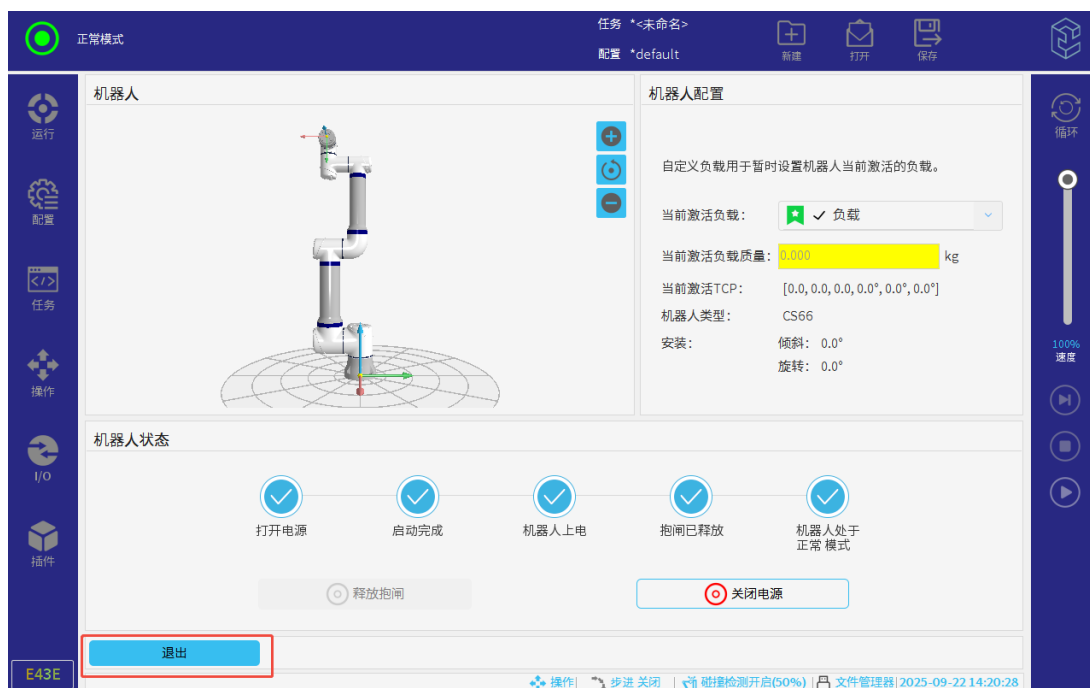 正常模式
任务 *<未命名>
配置 *default
新建
打开
保存
运行
配置
任务
操作
I/O
插件
E43E
机器人
机器人配置
自定义负载用于暂时设置机器人当前激活的负载。
当前激活负载: 负载
当前激活负载质量: 0.000 kg
当前激活TCP: [0.0, 0.0, 0.0, 0.0°, 0.0°, 0.0°]
机器人类型: CS66
安装: 倾斜: 0.0°
旋转: 0.0°
机器人状态
打开电源
启动完成
机器人上电
抱闸已释放
机器人处于
正常 模式
释放抱闸
关闭电源
退出
循环
100%
速度
操作| 步进 关闭 | 碰撞检测开启(50%) | 文件管理器| 2025-09-22 14:20:28